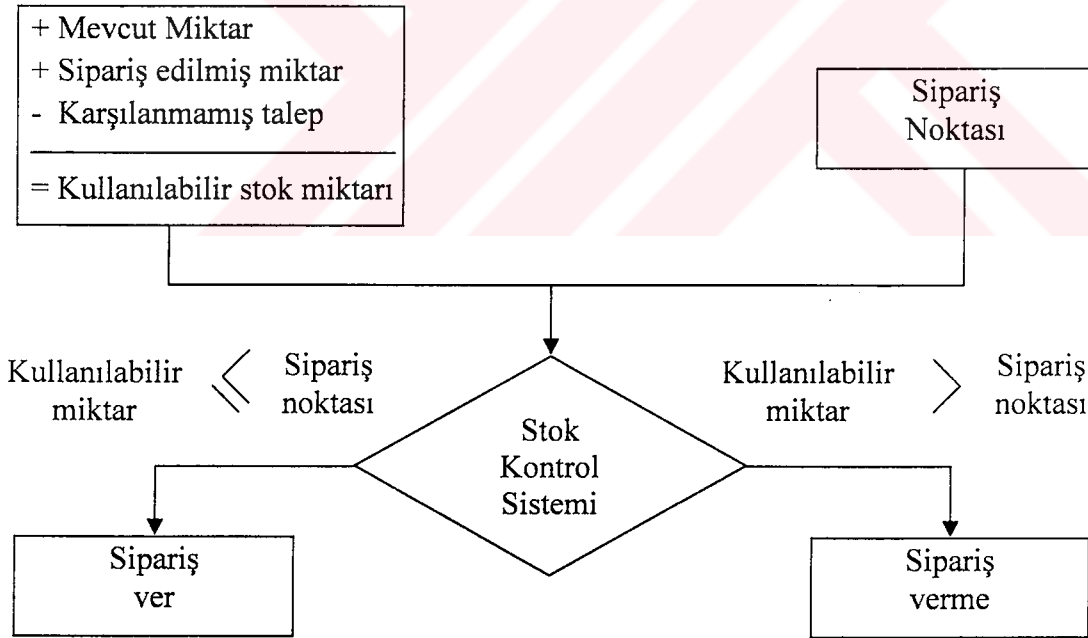 + Mevcut Miktar
+ Sipariş edilmiş miktar
- Karşılanmamış talep
= Kullanılabilir stok miktarı
Sipariş
Noktası
Kullanılabilir
miktar
≤
Sipariş
noktası
Kullanılabilir
miktar
>
Sipariş
noktası
Stok
Kontrol
Sistemi
Sipariş
ver
Sipariş
verme